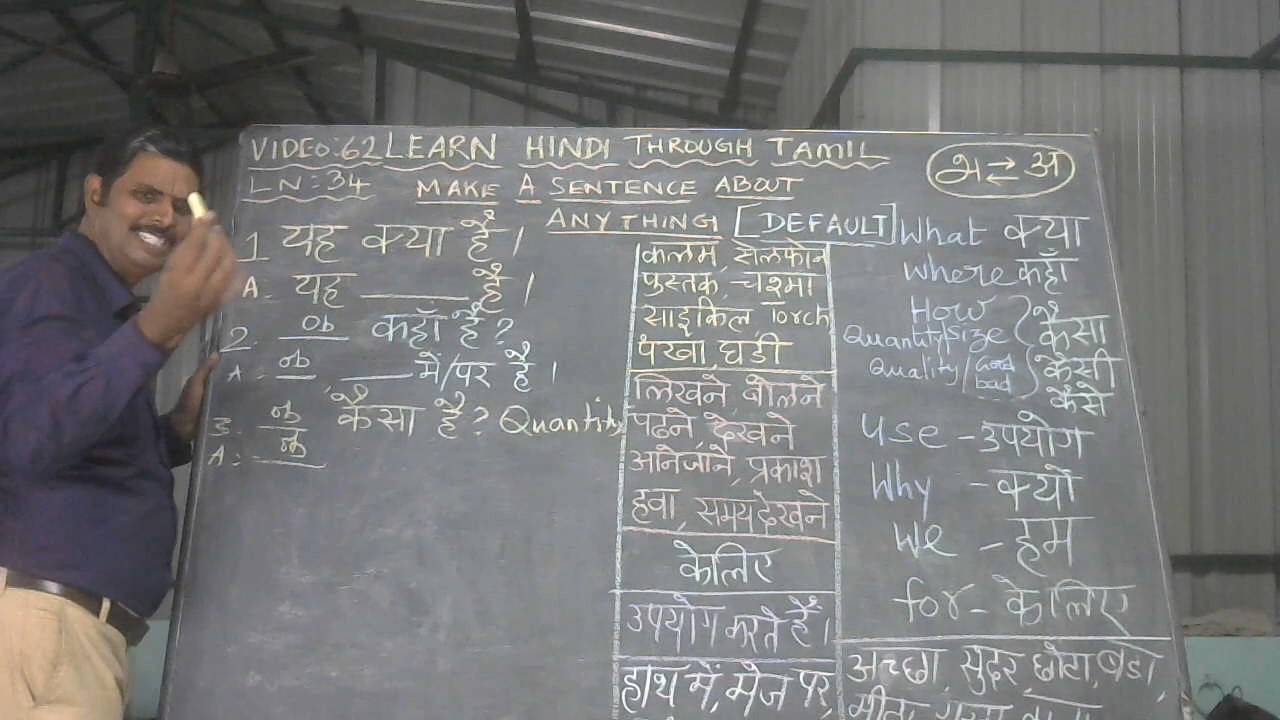 VIDEO:62 LEARN HINDI THROUGH TAMIL
LN:34 MAKE A SENTENCE ABOUT
ANYTHING [DEFAULT]
அ ⇄ अ
1 यह क्या है।
A. यह ______ है।
2. ob कहाँ है?
A. ob, ____ में/पर है।
3. ob कैसा है? Quantity
A: ob
कलम, सेलफोन
पुस्तक, चश्मा
साइकिल, Torch
पंखा, घडी
लिखने, बोलने
पढने, देखने
आनेजाने, प्रकाश
हवा, समयदेखने
केलिए
उपयोग करते हैं।
हाथ में, मेज पर,
What क्या
where कहाँ
How
Quantity/Size कैसा
Quality/Good कैसी
bad कैसे
use - उपयोग
Why - क्यों
We - हम
for - केलिए
अच्छा, सुदर, छोटा, बडा,